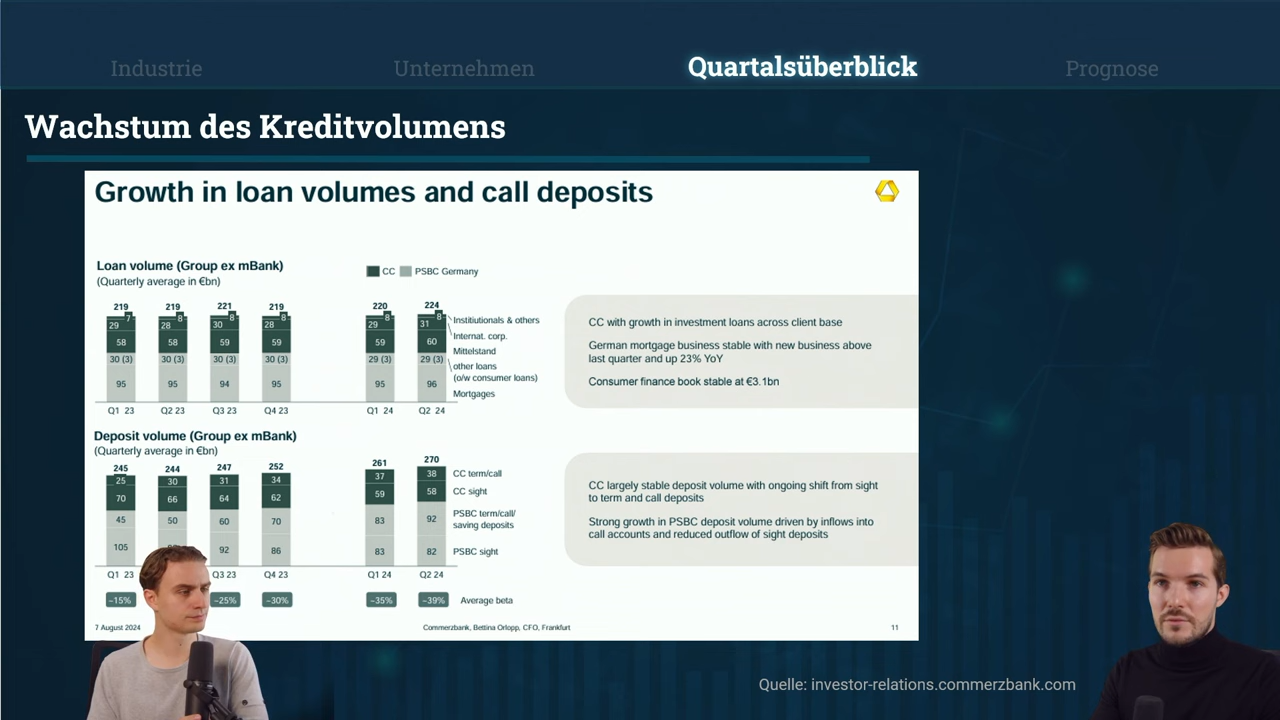 Industrie Unternehmen Quartalsüberblick Prognose
Wachstum des Kreditvolumens
Growth in loan volumes and call deposits
Loan volume (Group ex mBank)
(Quarterly average in €bn)
CC PSBC Germany
219 219 221 219 220 224
7 8 8 8 8 8 Institiutionals & others
29 28 30 28 29 31 Internat. corp.
58 58 59 59 59 60 Mittelstand
30 (3) 30 (3) 30 (3) 30 (3) 29 (3) 29 (3) other loans
(o/w consumer loans)
95 95 94 95 95 96 Mortgages
Q1 23 Q2 23 Q3 23 Q4 23 Q1 24 Q2 24
CC with growth in investment loans across client base
German mortgage business stable with new business above
last quarter and up 23% YoY
Consumer finance book stable at €3.1bn
Deposit volume (Group ex mBank)
(Quarterly average in €bn)
245 244 247 252 261 270
25 30 31 34 37 38 CC term/call
70 66 64 62 59 58 CC sight
45 50 60 70 83 92 PSBC term/call/
saving deposits
105 92 86 83 82 PSBC sight
Q1 23 Q3 23 Q4 23 Q1 24 Q2 24
~15% ~25% ~30% ~35% ~39% Average beta
CC largely stable deposit volume with ongoing shift from sight
to term and call deposits
Strong growth in PSBC deposit volume driven by inflows into
call accounts and reduced outflow of sight deposits
7 August 2024 Commerzbank, Bettina Orlopp, CFO, Frankfurt 11
Quelle: investor-relations.commerzbank.com